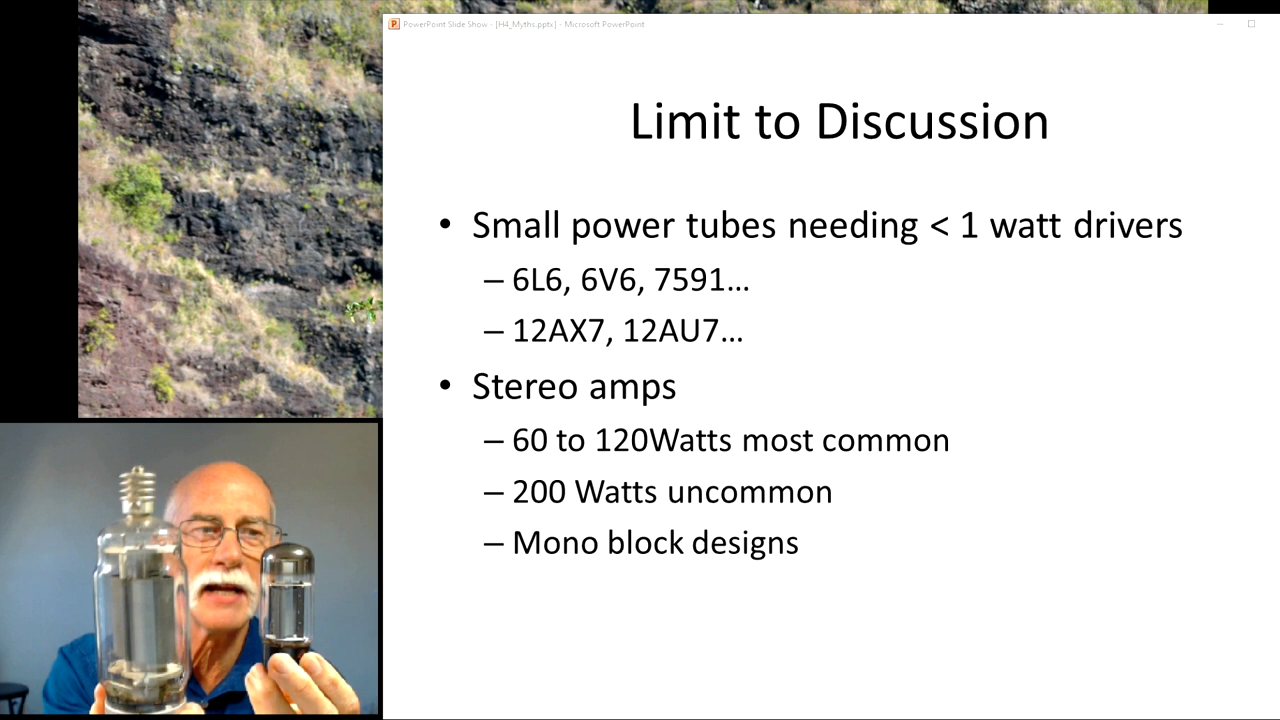 PowerPoint Slide Show - [H4_Myths.pptx] - Microsoft PowerPoint
Limit to Discussion
• Small power tubes needing < 1 watt drivers
– 6L6, 6V6, 7591…
– 12AX7, 12AU7…
• Stereo amps
– 60 to 120Watts most common
– 200 Watts uncommon
– Mono block designs